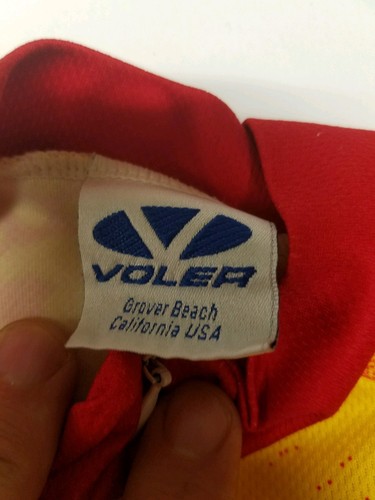 VOLER
Grover Beach
California USA